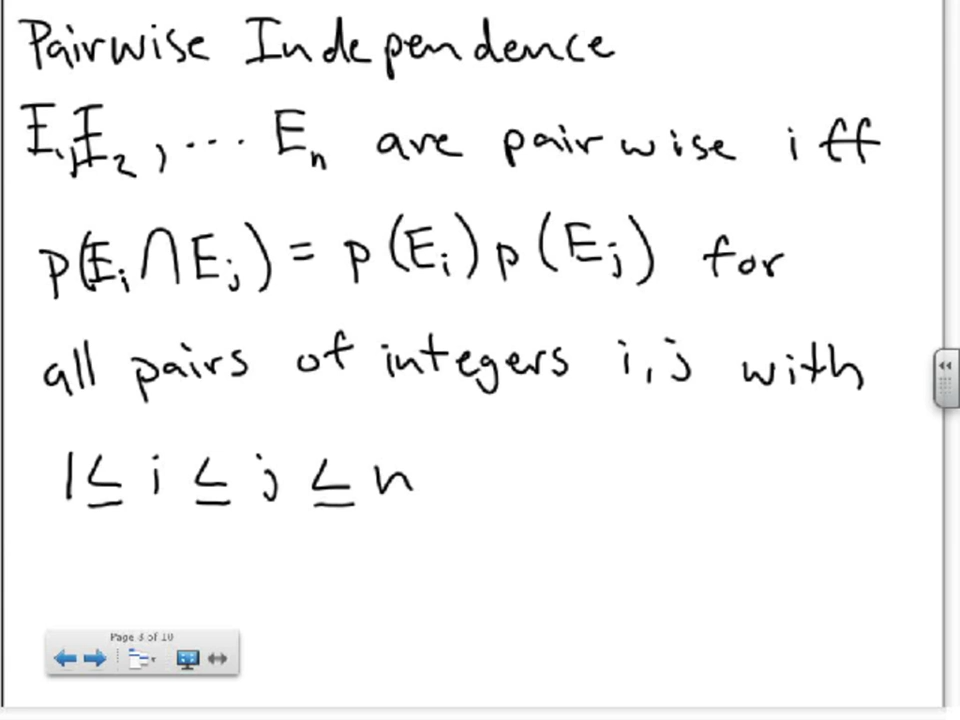 Pairwise Independence
E₁, E₂, ... Eₙ are pairwise iff
p(Eᵢ ∩ Eⱼ) = p(Eᵢ) p(Eⱼ) for
all pairs of integers i, j with
1 ≤ i ≤ j ≤ n
Page 3 of 10